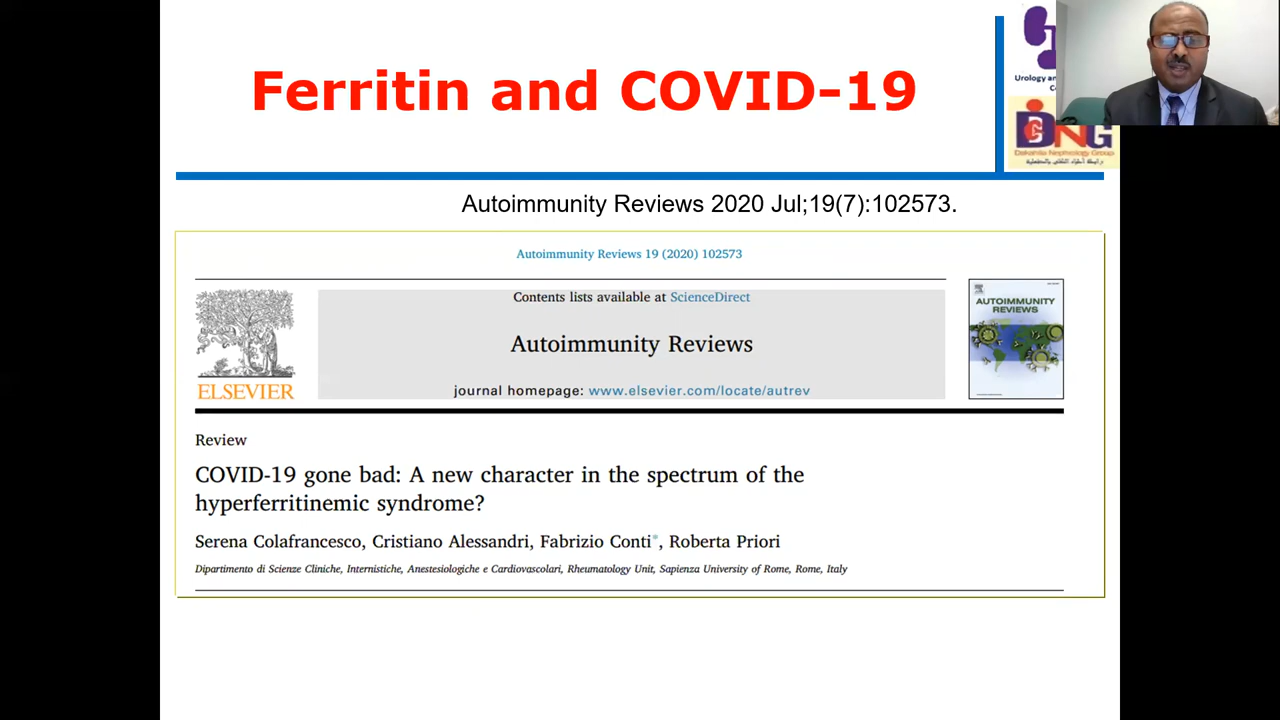 Ferritin and COVID-19
Urology and
DNG
Dakahlia Nephrology Group
Autoimmunity Reviews 2020 Jul;19(7):102573.
Autoimmunity Reviews 19 (2020) 102573
Contents lists available at ScienceDirect
Autoimmunity Reviews
journal homepage: www.elsevier.com/locate/autrev
ELSEVIER
AUTOIMMUNITY
REVIEWS
Review
COVID-19 gone bad: A new character in the spectrum of the
hyperferritinemic syndrome?
Serena Colafrancesco, Cristiano Alessandri, Fabrizio Conti*, Roberta Priori
Dipartimento di Scienze Cliniche, Internistiche, Anestesiologiche e Cardiovascolari, Rheumatology Unit, Sapienza University of Rome, Rome, Italy